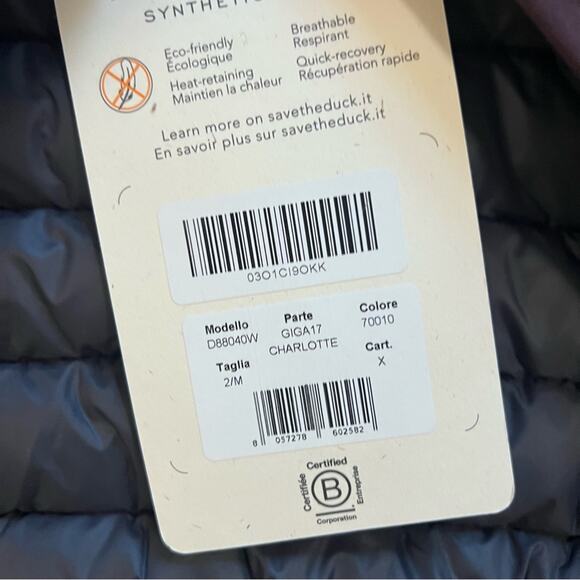 SYNTHE
Eco-friendly
Écologique
Heat-retaining
Maintien la chaleur
Breathable
Respirant
Quick-recovery
Récupération rapide
Learn more on savetheduck.it
En savoir plus sur savetheduck.it
03O1CI9OKK
Modello
D88040W
Parte
GIGA17
CHARLOTTE
Colore
70010
Taglia
2/M
Cart.
X
8 057278 602582
Certified
Certifiée
B
Entreprise
Corporation